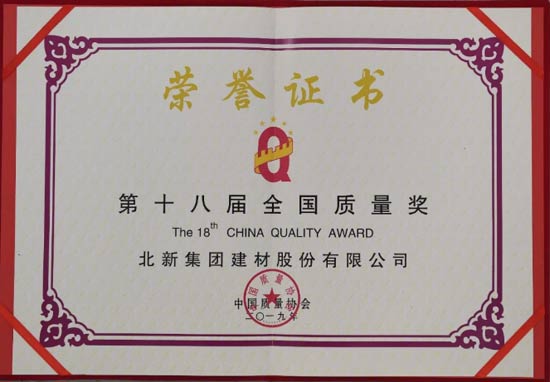 荣誉证书
Q
第十八届全国质量奖
The 18th CHINA QUALITY AWARD
北新集团建材股份有限公司
中国质量协会
二〇一九年